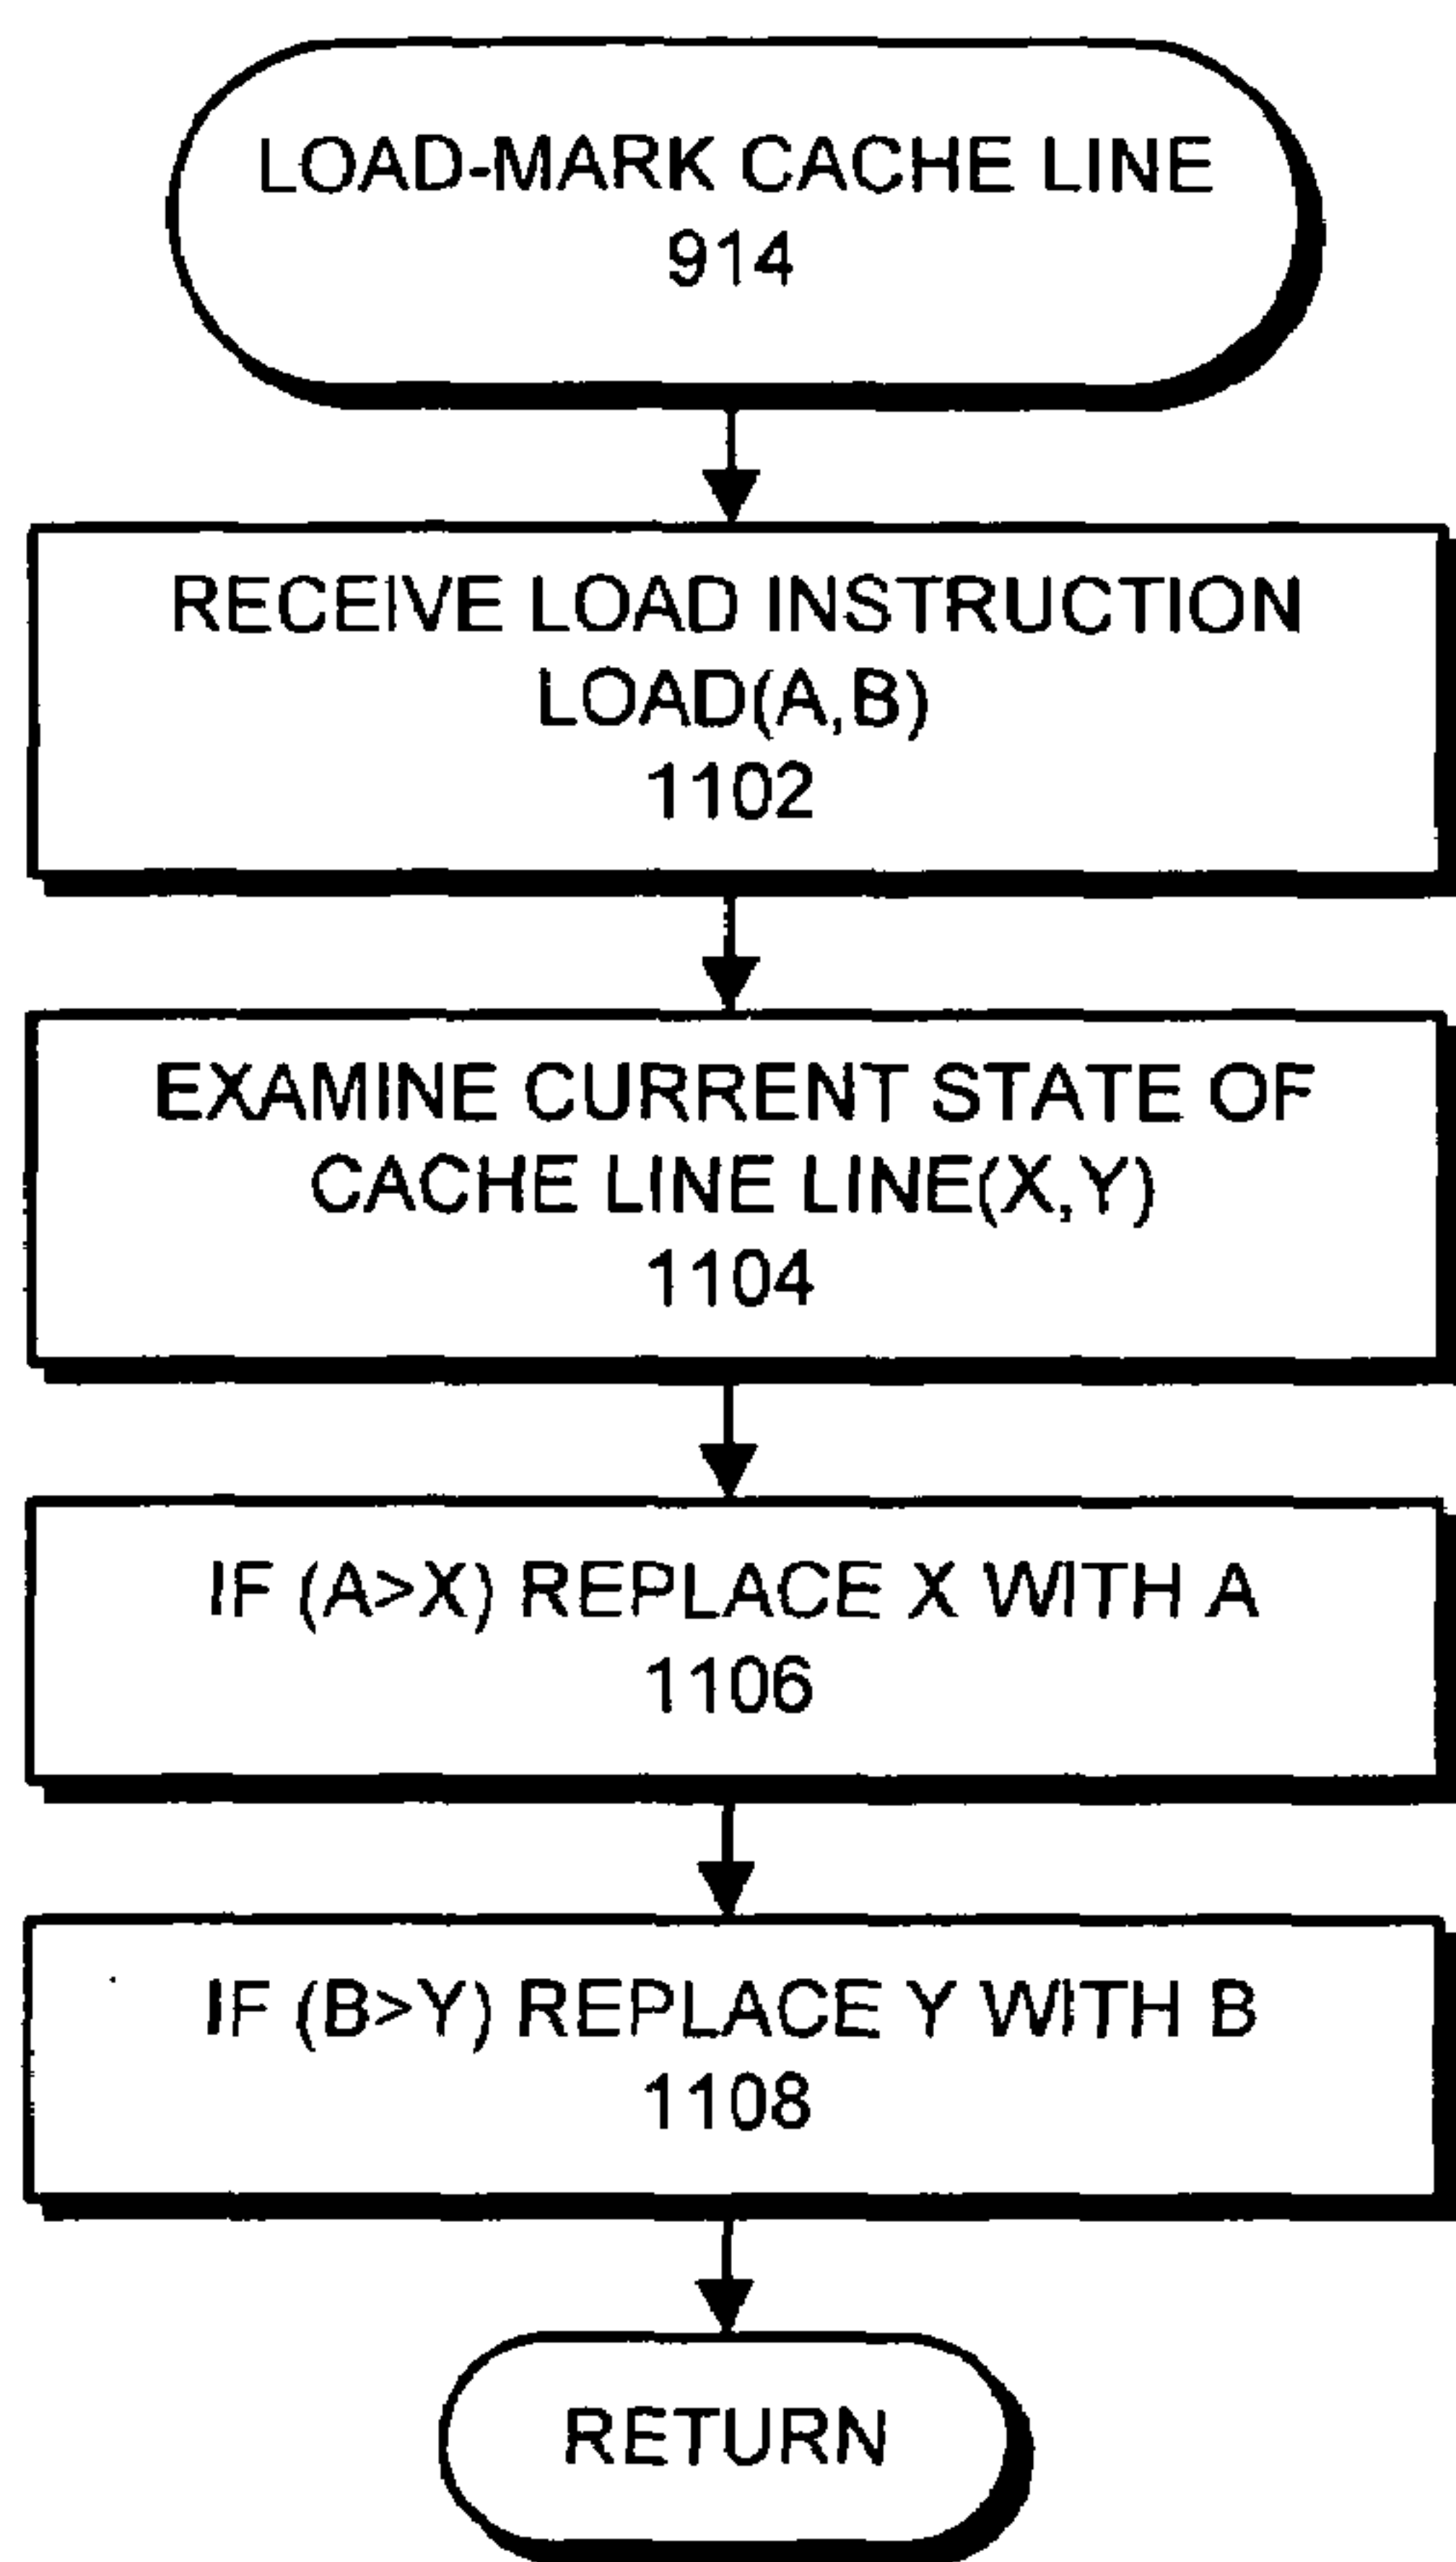 LOAD-MARK CACHE LINE
914
RECEIVE LOAD INSTRUCTION
LOAD(A,B)
1102
EXAMINE CURRENT STATE OF
CACHE LINE LINE(X,Y)
1104
IF (A>X) REPLACE X WITH A
1106
IF (B>Y) REPLACE Y WITH B
1108
RETURN